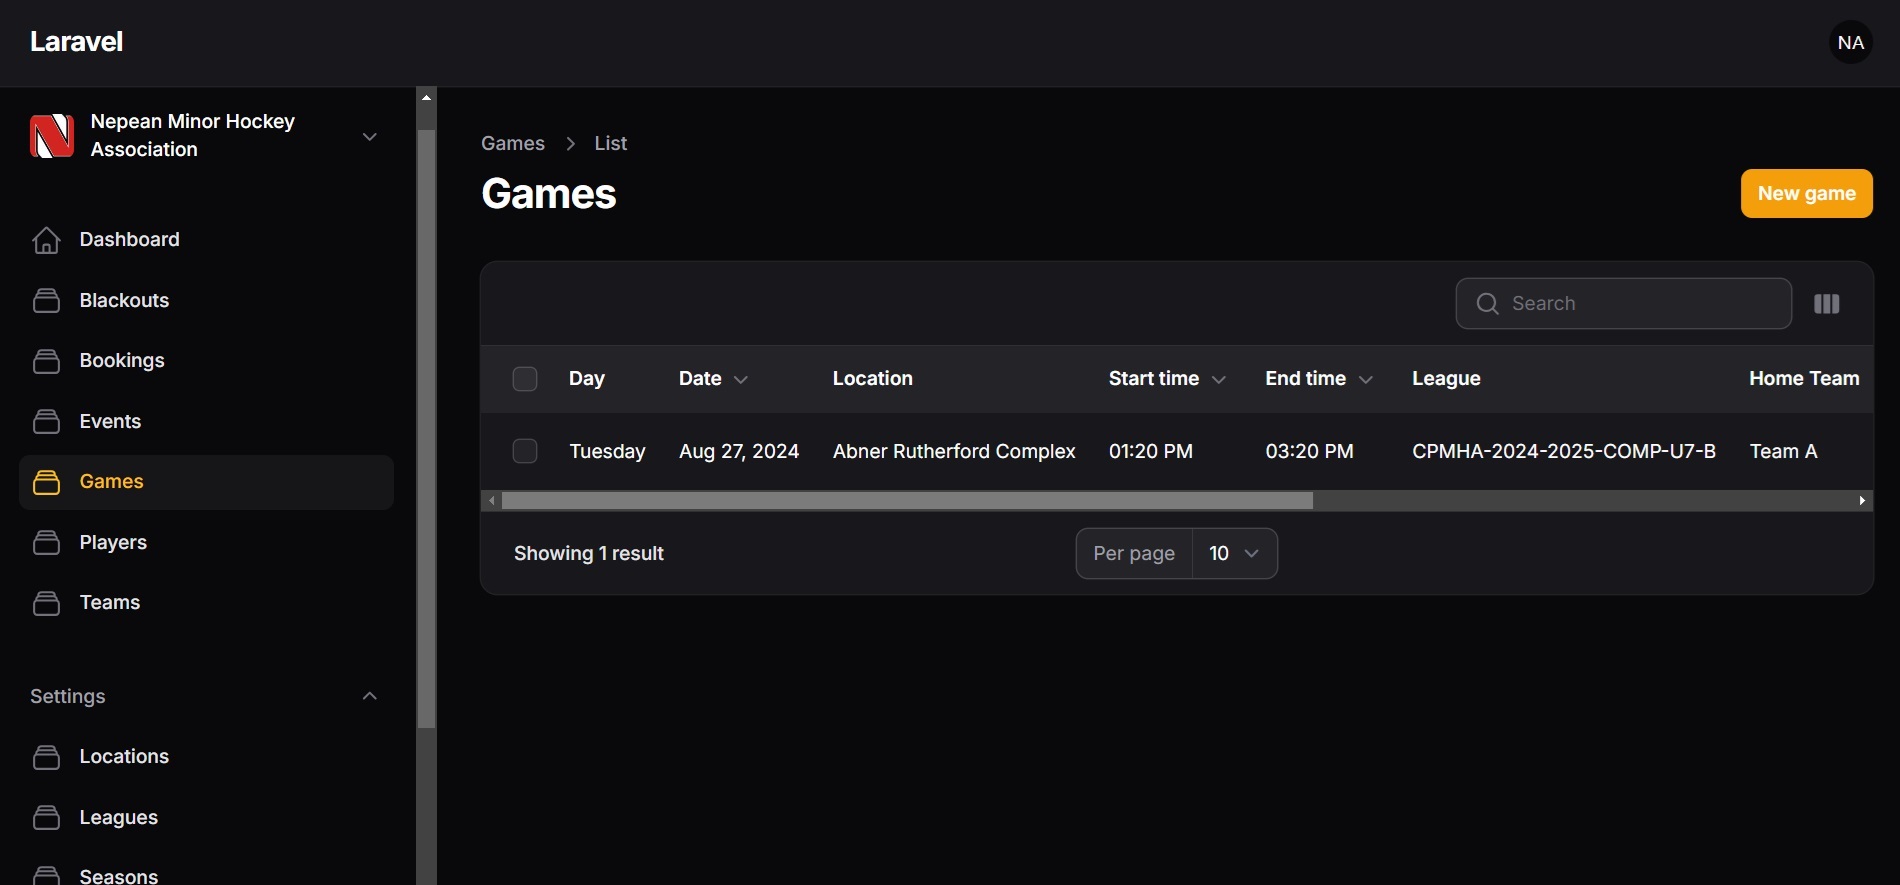 Laravel
NA
Nepean Minor Hockey
Association
Dashboard
Blackouts
Bookings
Events
Games
Players
Teams
Settings
Locations
Leagues
Seasons
Games > List
Games
New game
Search
Day Date Location Start time End time League Home Team
Tuesday Aug 27, 2024 Abner Rutherford Complex 01:20 PM 03:20 PM CPMHA-2024-2025-COMP-U7-B Team A
Showing 1 result
Per page 10